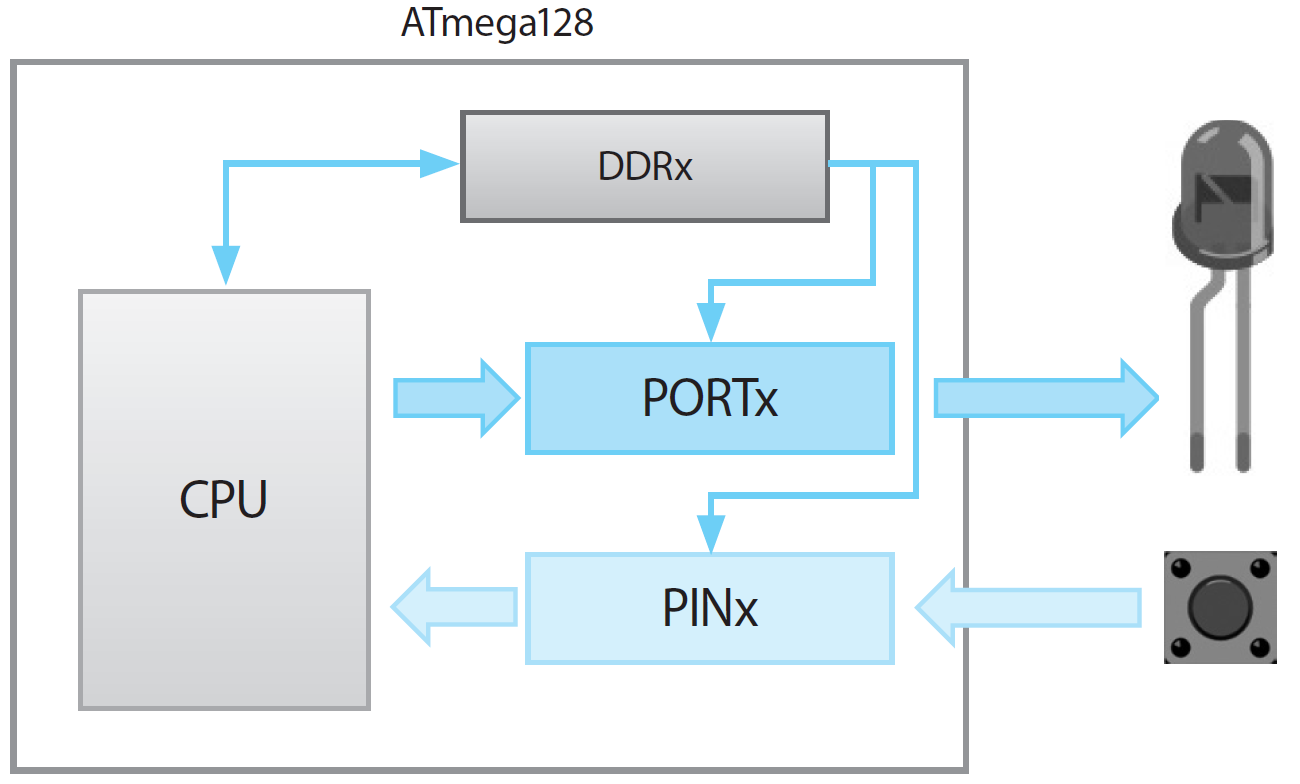 ATmega128
DDRx
PORTx
CPU
PINx